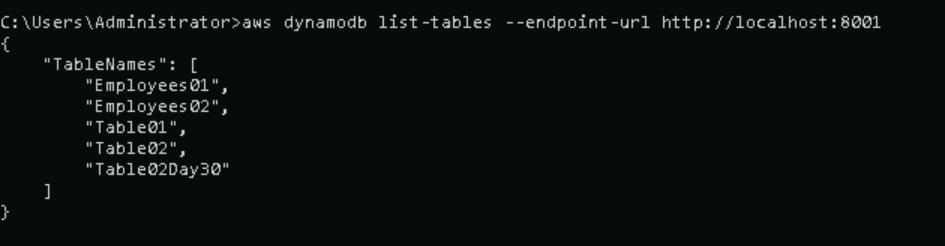 C:\Users\Administrator>aws dynamodb list-tables --endpoint-url http://localhost:8001
{
    "TableNames": [
        "Employees01",
        "Employees02",
        "Table01",
        "Table02",
        "Table02Day30"
    ]
}